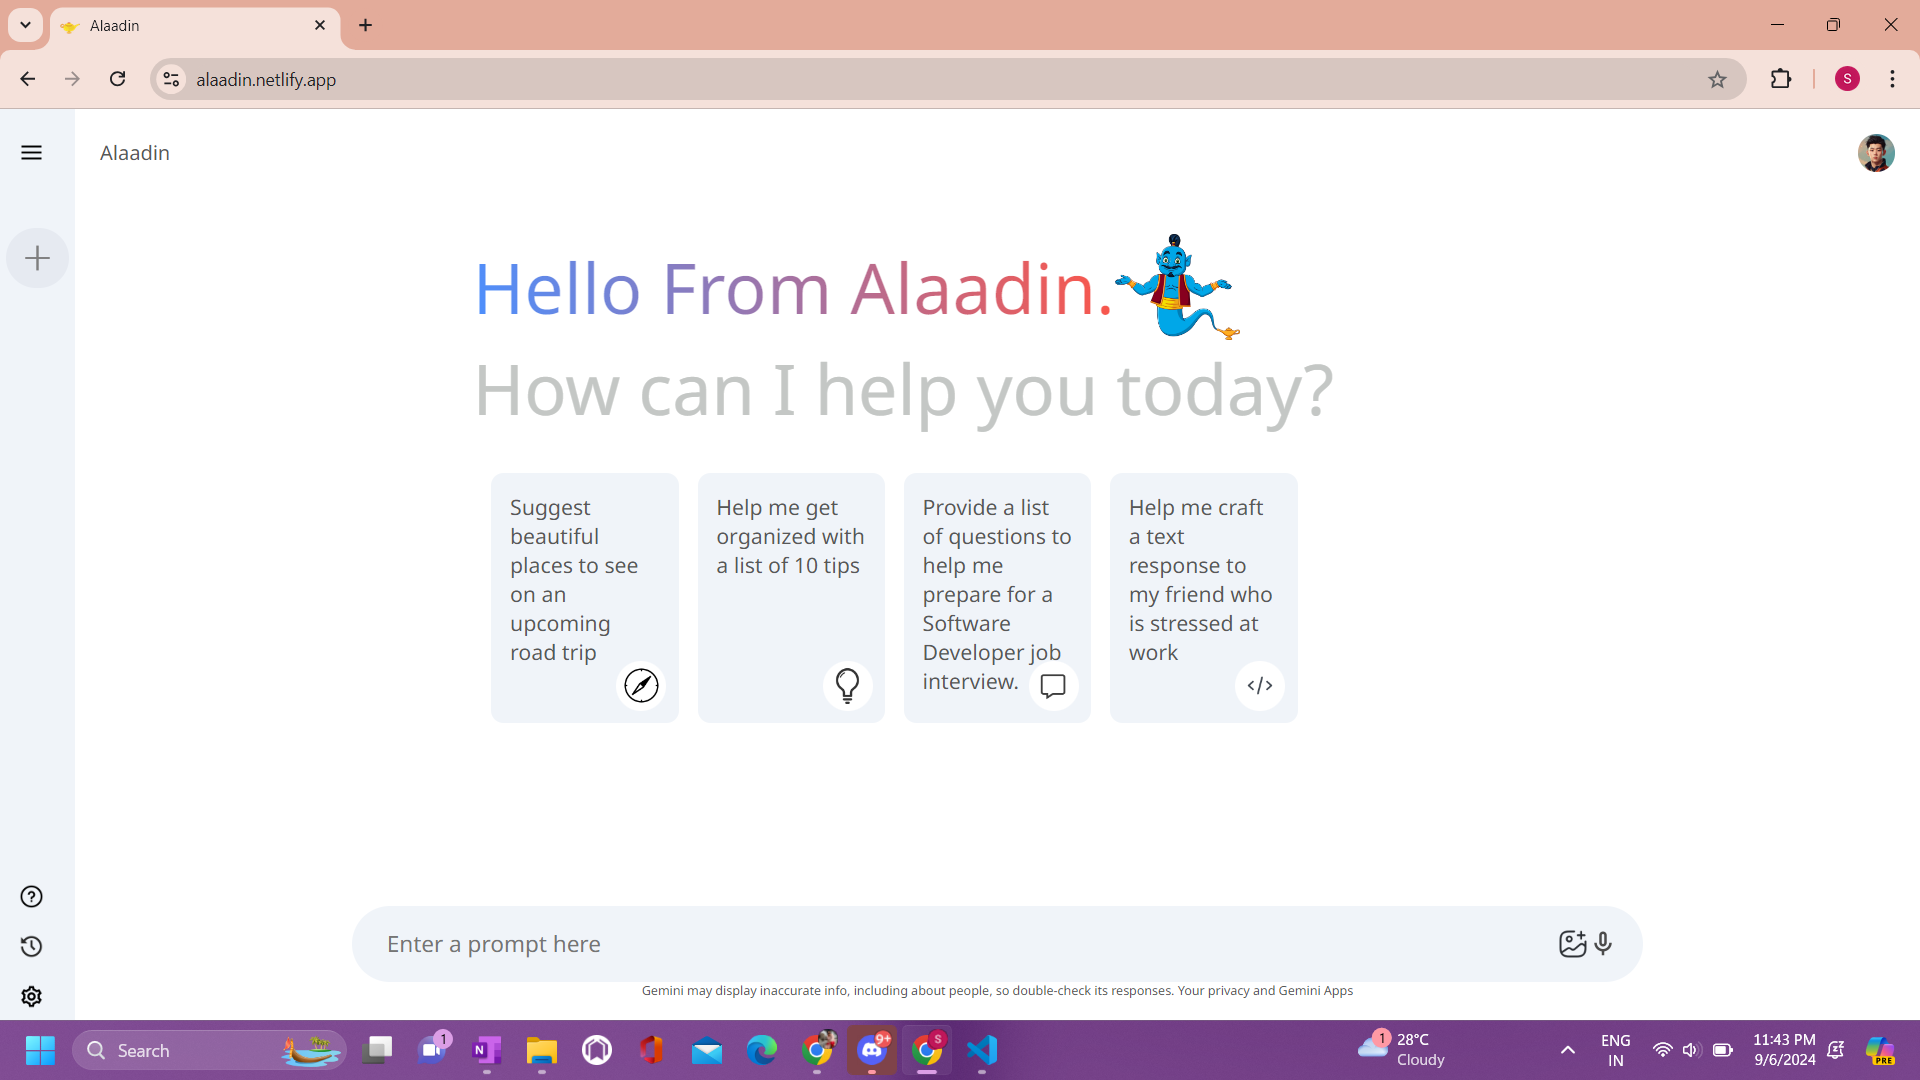 Alaadin
alaadin.netlify.app
S
Alaadin
Hello From Alaadin.
How can I help you today?
Suggest
beautiful
places to see
on an
upcoming
road trip
Help me get
organized with
a list of 10 tips
Provide a list
of questions to
help me
prepare for a
Software
Developer job
interview.
Help me craft
a text
response to
my friend who
is stressed at
work
Enter a prompt here
Gemini may display inaccurate info, including about people, so double-check its responses. Your privacy and Gemini Apps
Search
1
N
9+
S
1
28°C
Cloudy
ENG
IN
11:43 PM
9/6/2024
PRE